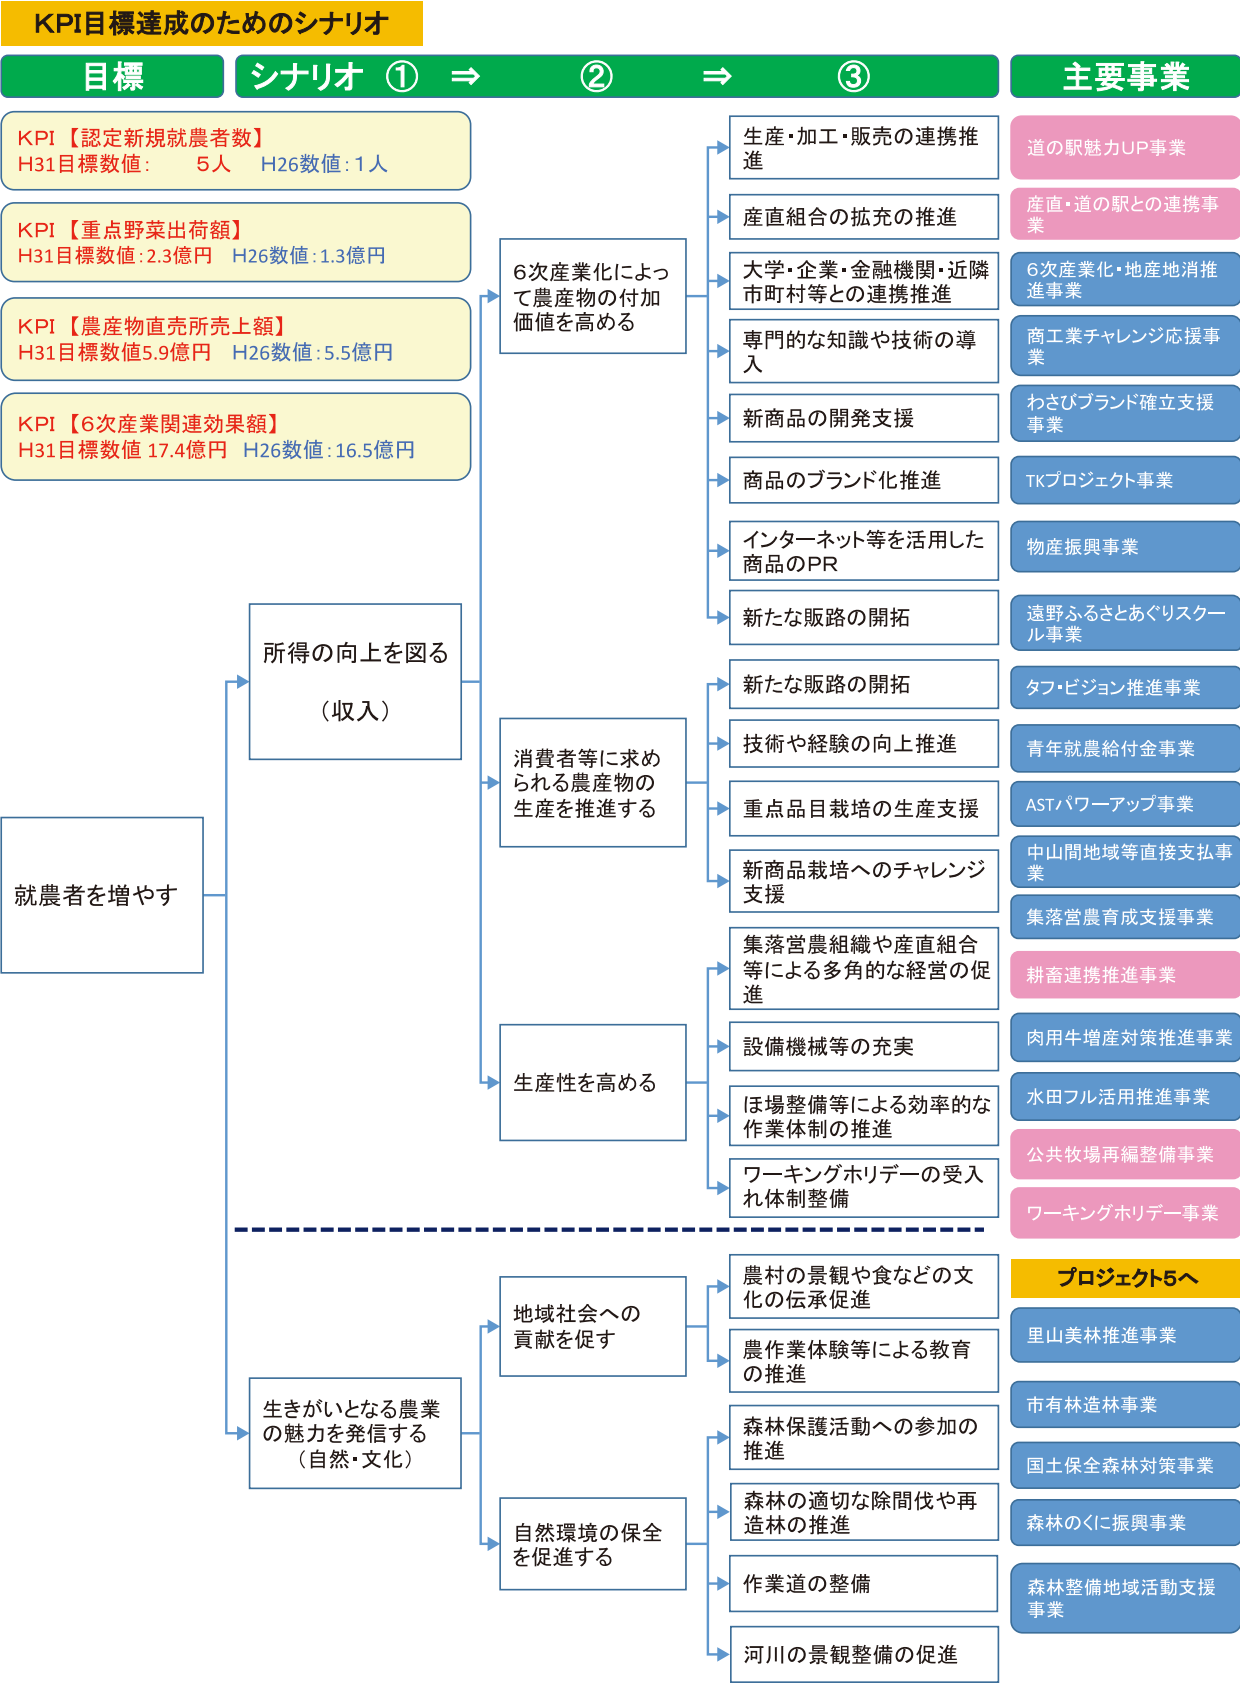 KPI目標達成のためのシナリオ
目標
シナリオ ① ⇒ ② ⇒ ③
主要事業
KPI【認定新規就農者数】
H31目標数値： 5人 H26数値：1人
KPI【重点野菜出荷額】
H31目標数値：2.3億円 H26数値：1.3億円
KPI【農産物直売所売上額】
H31目標数値5.9億円 H26数値：5.5億円
KPI【6次産業関連効果額】
H31目標数値 17.4億円 H26数値：16.5億円
就農者を増やす
所得の向上を図る
（収入）
生きがいとなる農業
の魅力を発信する
（自然・文化）
6次産業化によっ
て農産物の付加
価値を高める
消費者等に求め
られる農産物の
生産を推進する
生産性を高める
地域社会への
貢献を促す
自然環境の保全
を促進する
生産・加工・販売の連携推
進
産直組合の拡充の推進
大学・企業・金融機関・近隣
市町村等との連携推進
専門的な知識や技術の導
入
新商品の開発支援
商品のブランド化推進
インターネット等を活用した
商品のPR
新たな販路の開拓
新たな販路の開拓
技術や経験の向上推進
重点品目栽培の生産支援
新商品栽培へのチャレンジ
支援
集落営農組織や産直組合
等による多角的な経営の促
進
設備機械等の充実
ほ場整備等による効率的な
作業体制の推進
ワーキングホリデーの受入
れ体制整備
農村の景観や食などの文
化の伝承促進
農作業体験等による教育
の推進
森林保護活動への参加の
推進
森林の適切な除間伐や再
造林の推進
作業道の整備
河川の景観整備の促進
道の駅魅力UP事業
産直・道の駅との連携事
業
6次産業化・地産地消推
進事業
商工業チャレンジ応援事
業
わさびブランド確立支援
事業
TKプロジェクト事業
物産振興事業
遠野ふるさとあぐりスクー
ル事業
タフ・ビジョン推進事業
青年就農給付金事業
ASTパワーアップ事業
中山間地域等直接支払事
業
集落営農育成支援事業
耕畜連携推進事業
肉用牛増産対策推進事業
水田フル活用推進事業
公共牧場再編整備事業
ワーキングホリデー事業
プロジェクト5へ
里山美林推進事業
市有林造林事業
国土保全森林対策事業
森林のくに振興事業
森林整備地域活動支援
事業